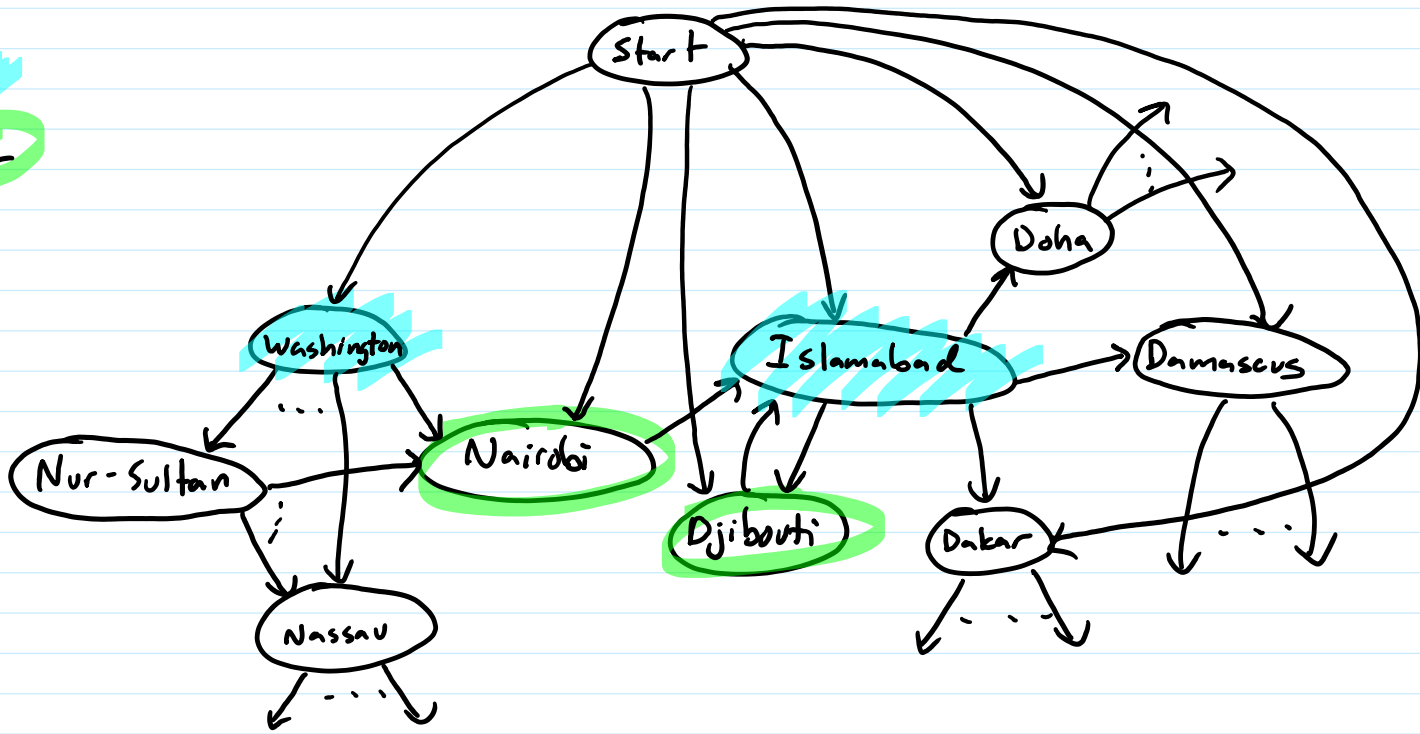 Start
Doha
Washington
Islamabad
Damascus
Nur-Sultan
Nairobi
Djibouti
Dakar
Nassau